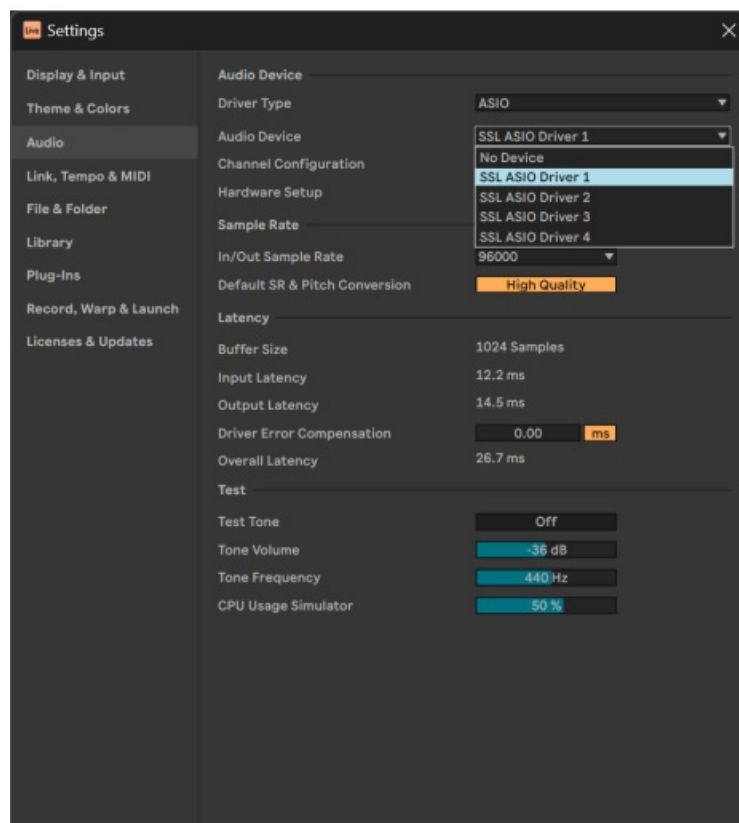 Live Settings
Display & Input
Theme & Colors
Audio
Link, Tempo & MIDI
File & Folder
Library
Plug-Ins
Record, Warp & Launch
Licenses & Updates
Audio Device
Driver Type ASIO
Audio Device SSL ASIO Driver 1
No Device
SSL ASIO Driver 1
SSL ASIO Driver 2
SSL ASIO Driver 3
SSL ASIO Driver 4
Channel Configuration
Hardware Setup
Sample Rate
In/Out Sample Rate 96000
Default SR & Pitch Conversion High Quality
Latency
Buffer Size 1024 Samples
Input Latency 12.2 ms
Output Latency 14.5 ms
Driver Error Compensation 0.00 ms
Overall Latency 26.7 ms
Test
Test Tone Off
Tone Volume -36 dB
Tone Frequency 440 Hz
CPU Usage Simulator 50 %